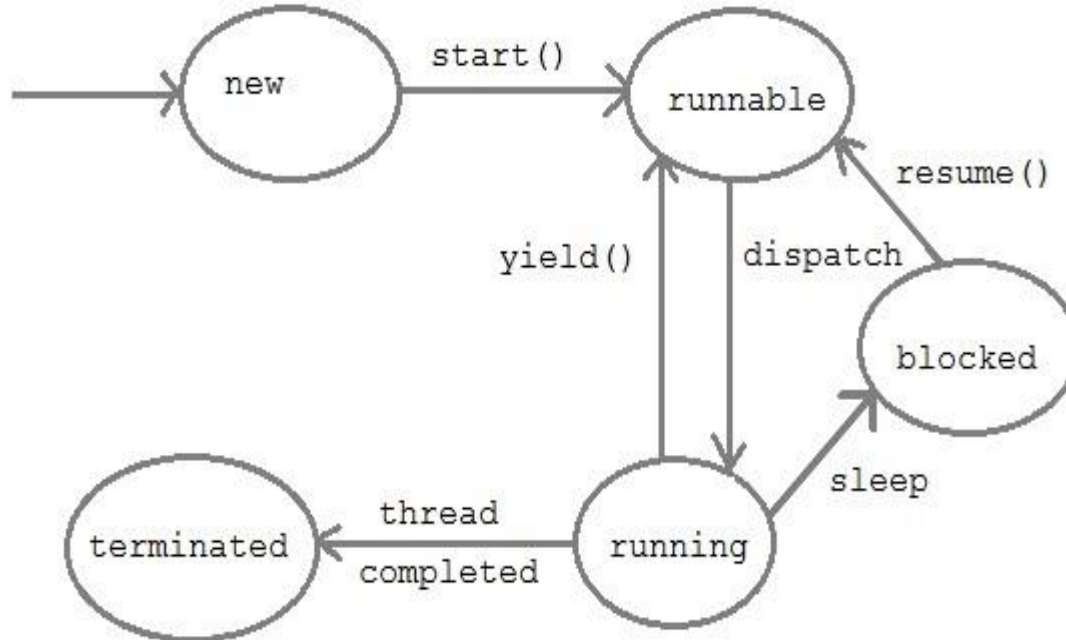 new
start()
runnable
resume()
yield()
dispatch
blocked
sleep
thread
completed
terminated
running